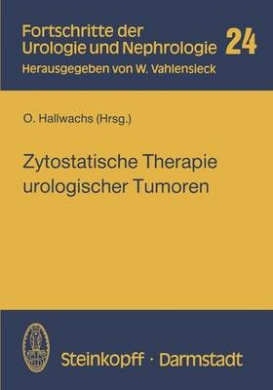 Fortschritte der
Urologie und Nephrologie 24
Herausgegeben von W. Vahlensieck
O. Hallwachs (Hrsg.)
Zytostatische Therapie
urologischer Tumoren
Steinkopff · Darmstadt